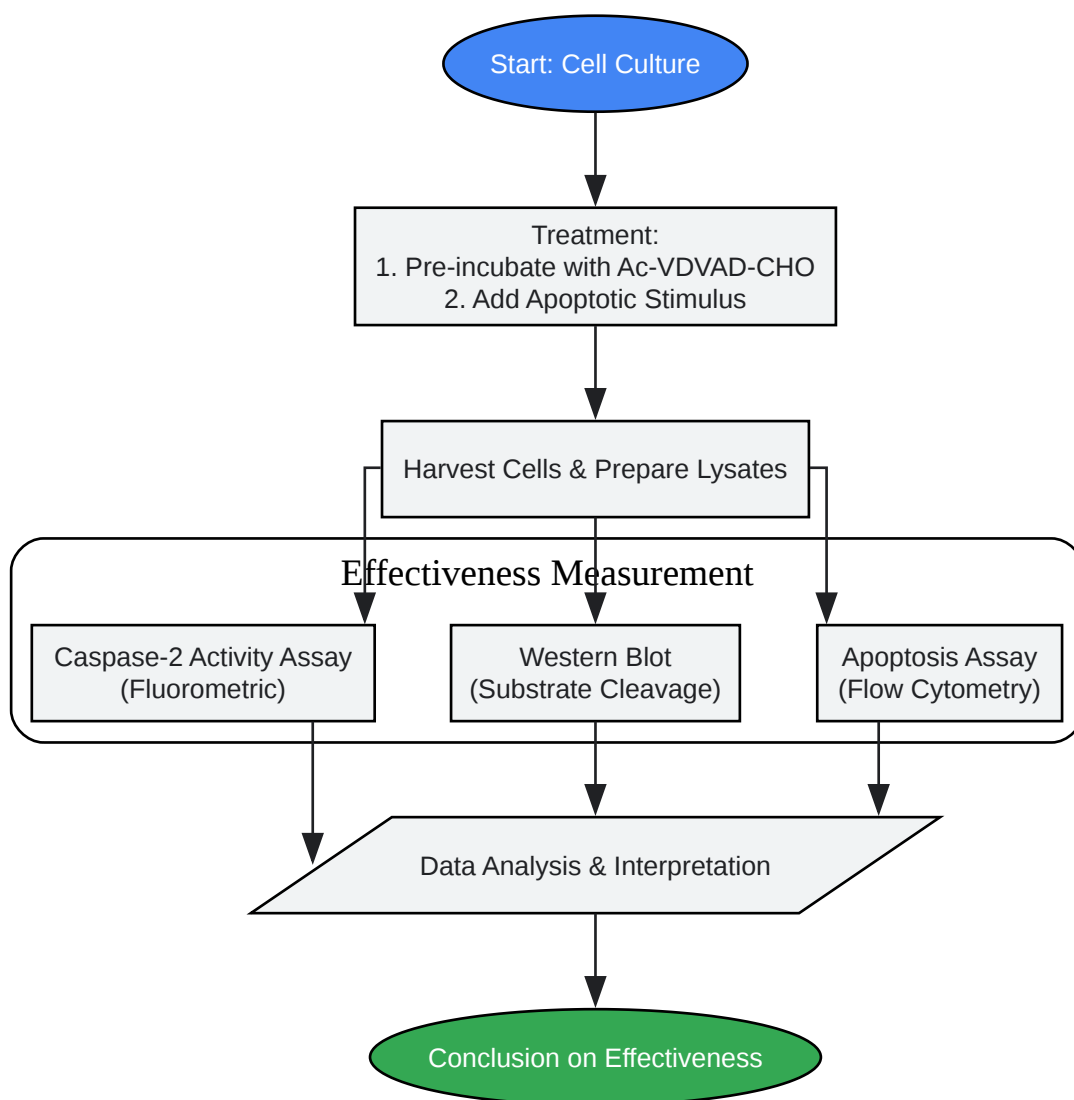 Start: Cell Culture
Treatment:
1. Pre-incubate with Ac-VDVAD-CHO
2. Add Apoptotic Stimulus
Harvest Cells & Prepare Lysates
Effectiveness Measurement
Caspase-2 Activity Assay
(Fluorometric)
Western Blot
(Substrate Cleavage)
Apoptosis Assay
(Flow Cytometry)
Data Analysis & Interpretation
Conclusion on Effectiveness